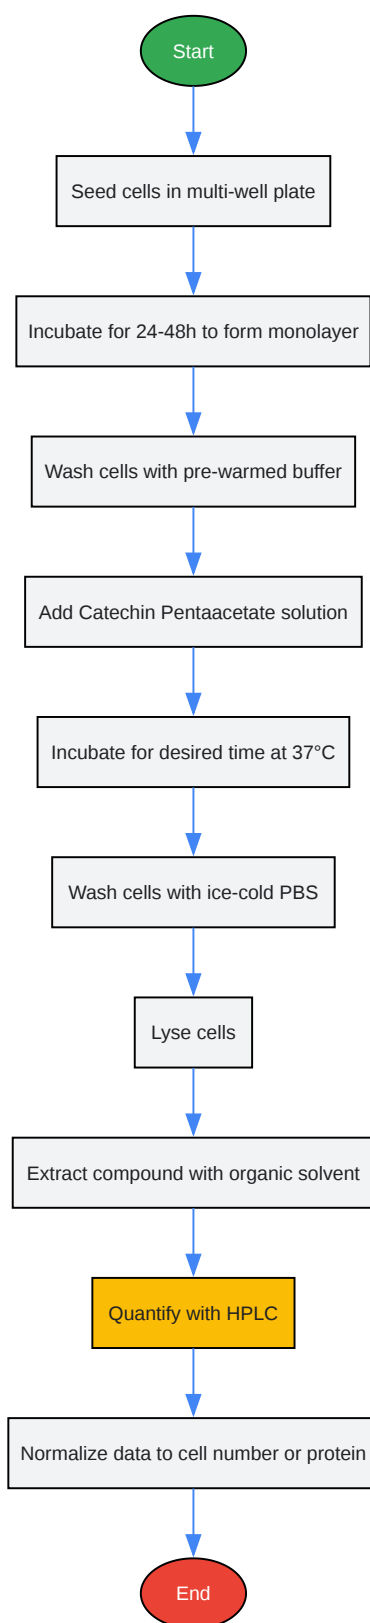 Start
Seed cells in multi-well plate
Incubate for 24-48h to form monolayer
Wash cells with pre-warmed buffer
Add Catechin Pentaacetate solution
Incubate for desired time at 37°C
Wash cells with ice-cold PBS
Lyse cells
Extract compound with organic solvent
Quantify with HPLC
Normalize data to cell number or protein
End